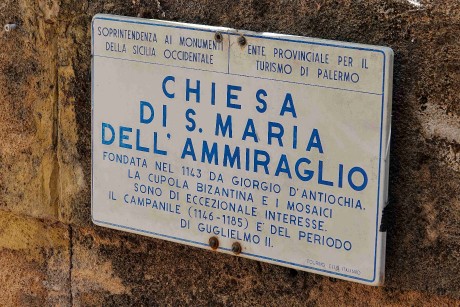 SOPRINTENDENZA AI MONUMENTI
DELLA SICILIA OCCIDENTALE
ENTE PROVINCIALE PER IL
TURISMO DI PALERMO
CHIESA
DI S. MARIA
DELL' AMMIRAGLIO
FONDATA NEL 1143 DA GIORGIO D'ANTIOCHIA.
LA CUPOLA BIZANTINA E I MOSAICI
SONO DI ECCEZIONALE INTERESSE.
IL CAMPANILE (1146-1185) E' DEL PERIODO
DI GUGLIELMO II.